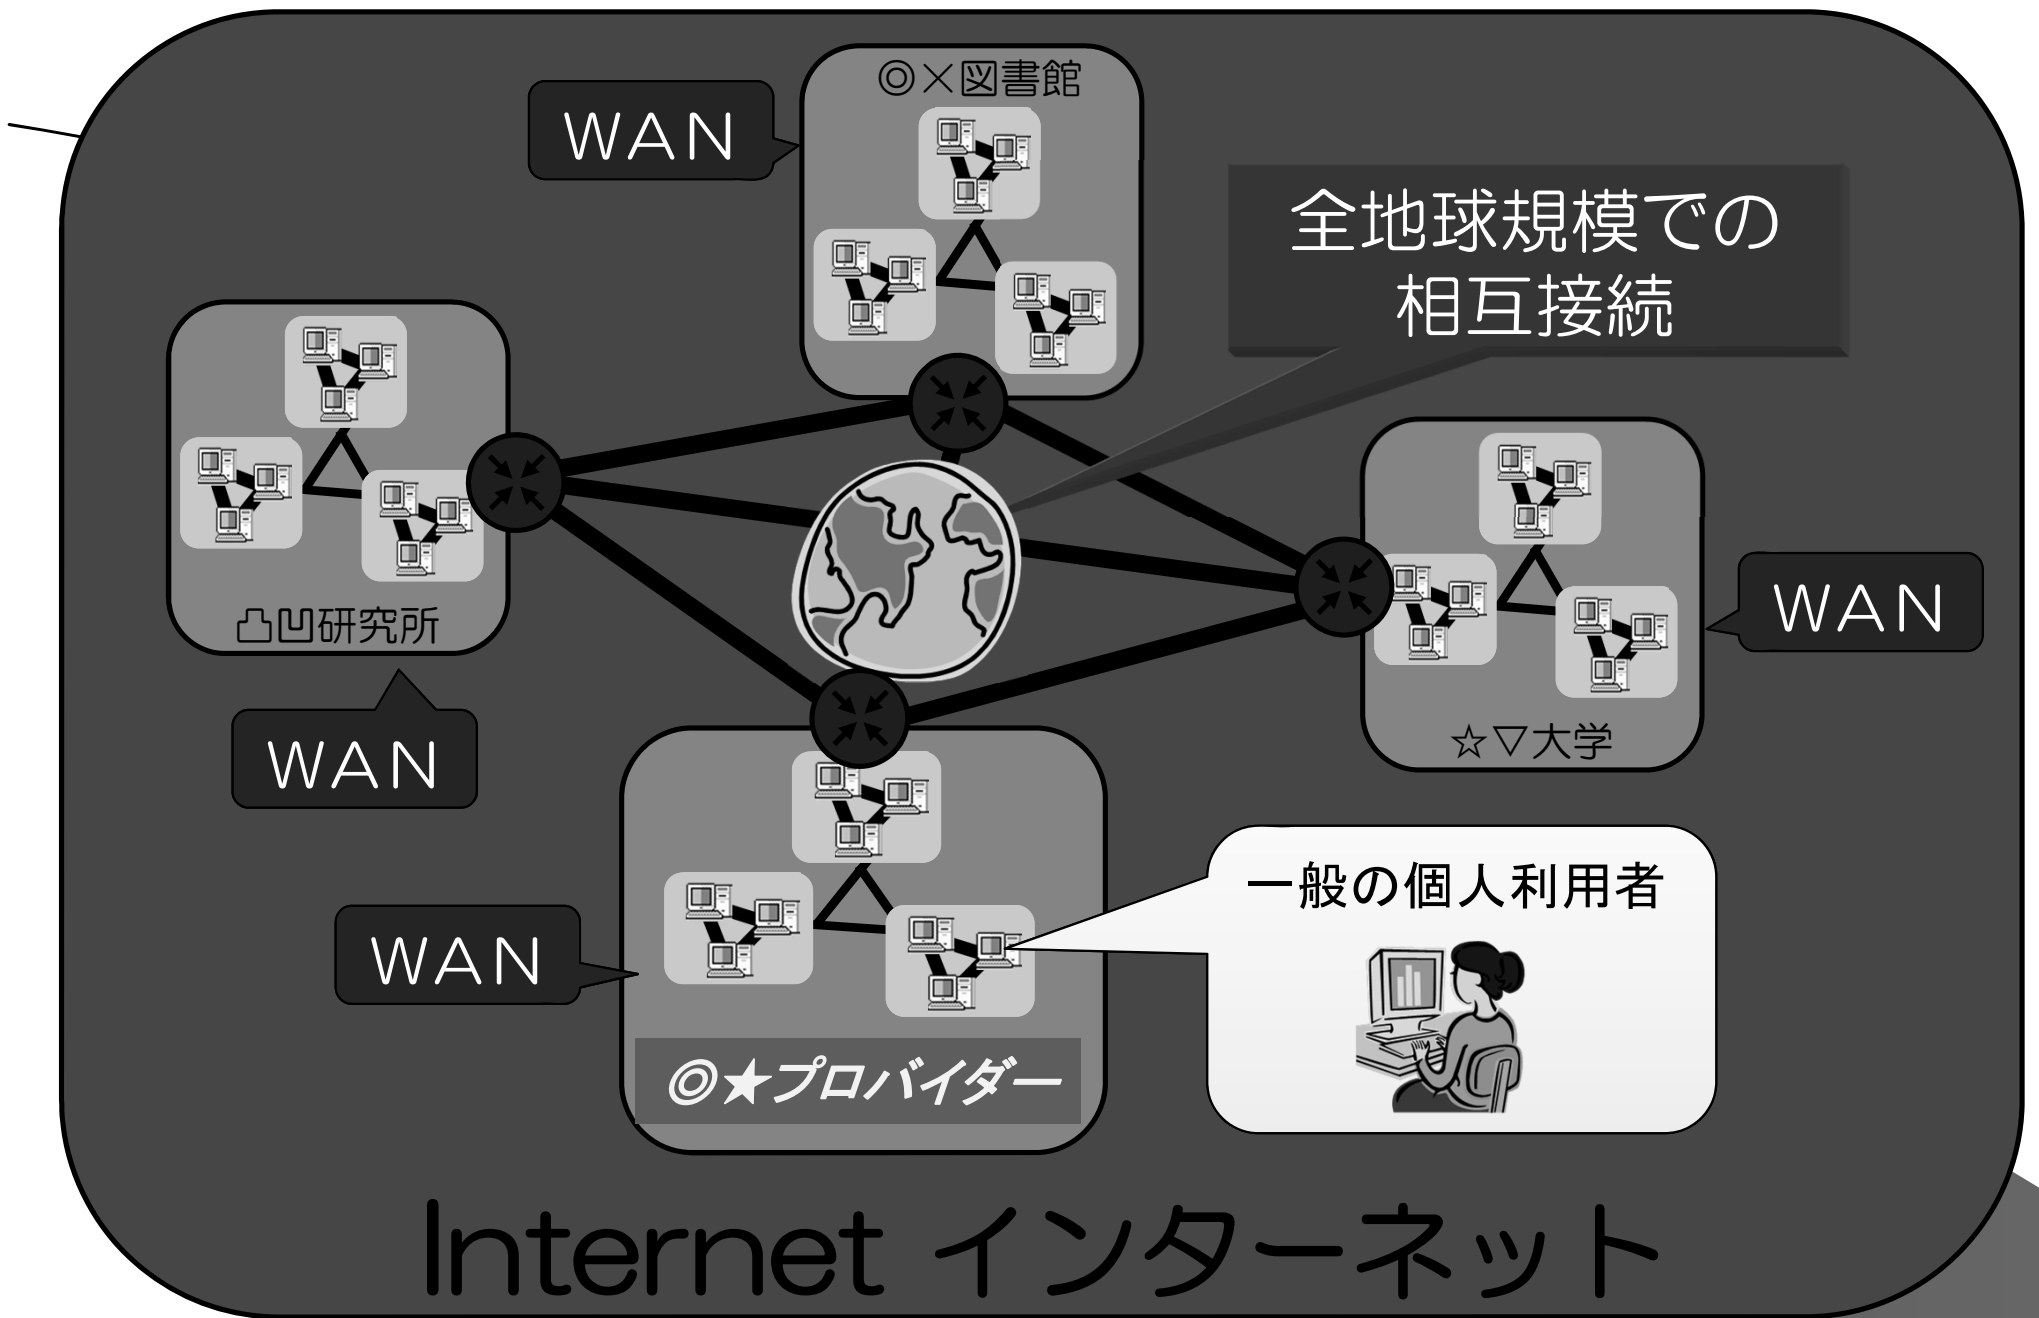 ◎×図書館
WAN
全地球規模での
相互接続
凸凹研究所
WAN
WAN
☆▽大学
一般の個人利用者
WAN
◎★プロバイダー
Internet インターネット